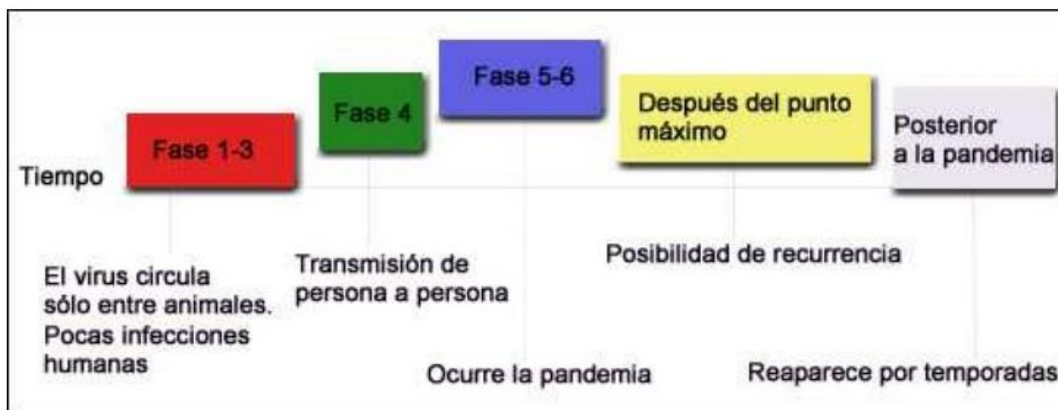 Fase 1-3
Fase 4
Fase 5-6
Después del punto
máximo
Posterior
a la pandemia
Tiempo
El virus circula
sólo entre animales.
Pocas infecciones
humanas
Transmisión de
persona a persona
Ocurre la pandemia
Posibilidad de recurrencia
Reaparece por temporadas